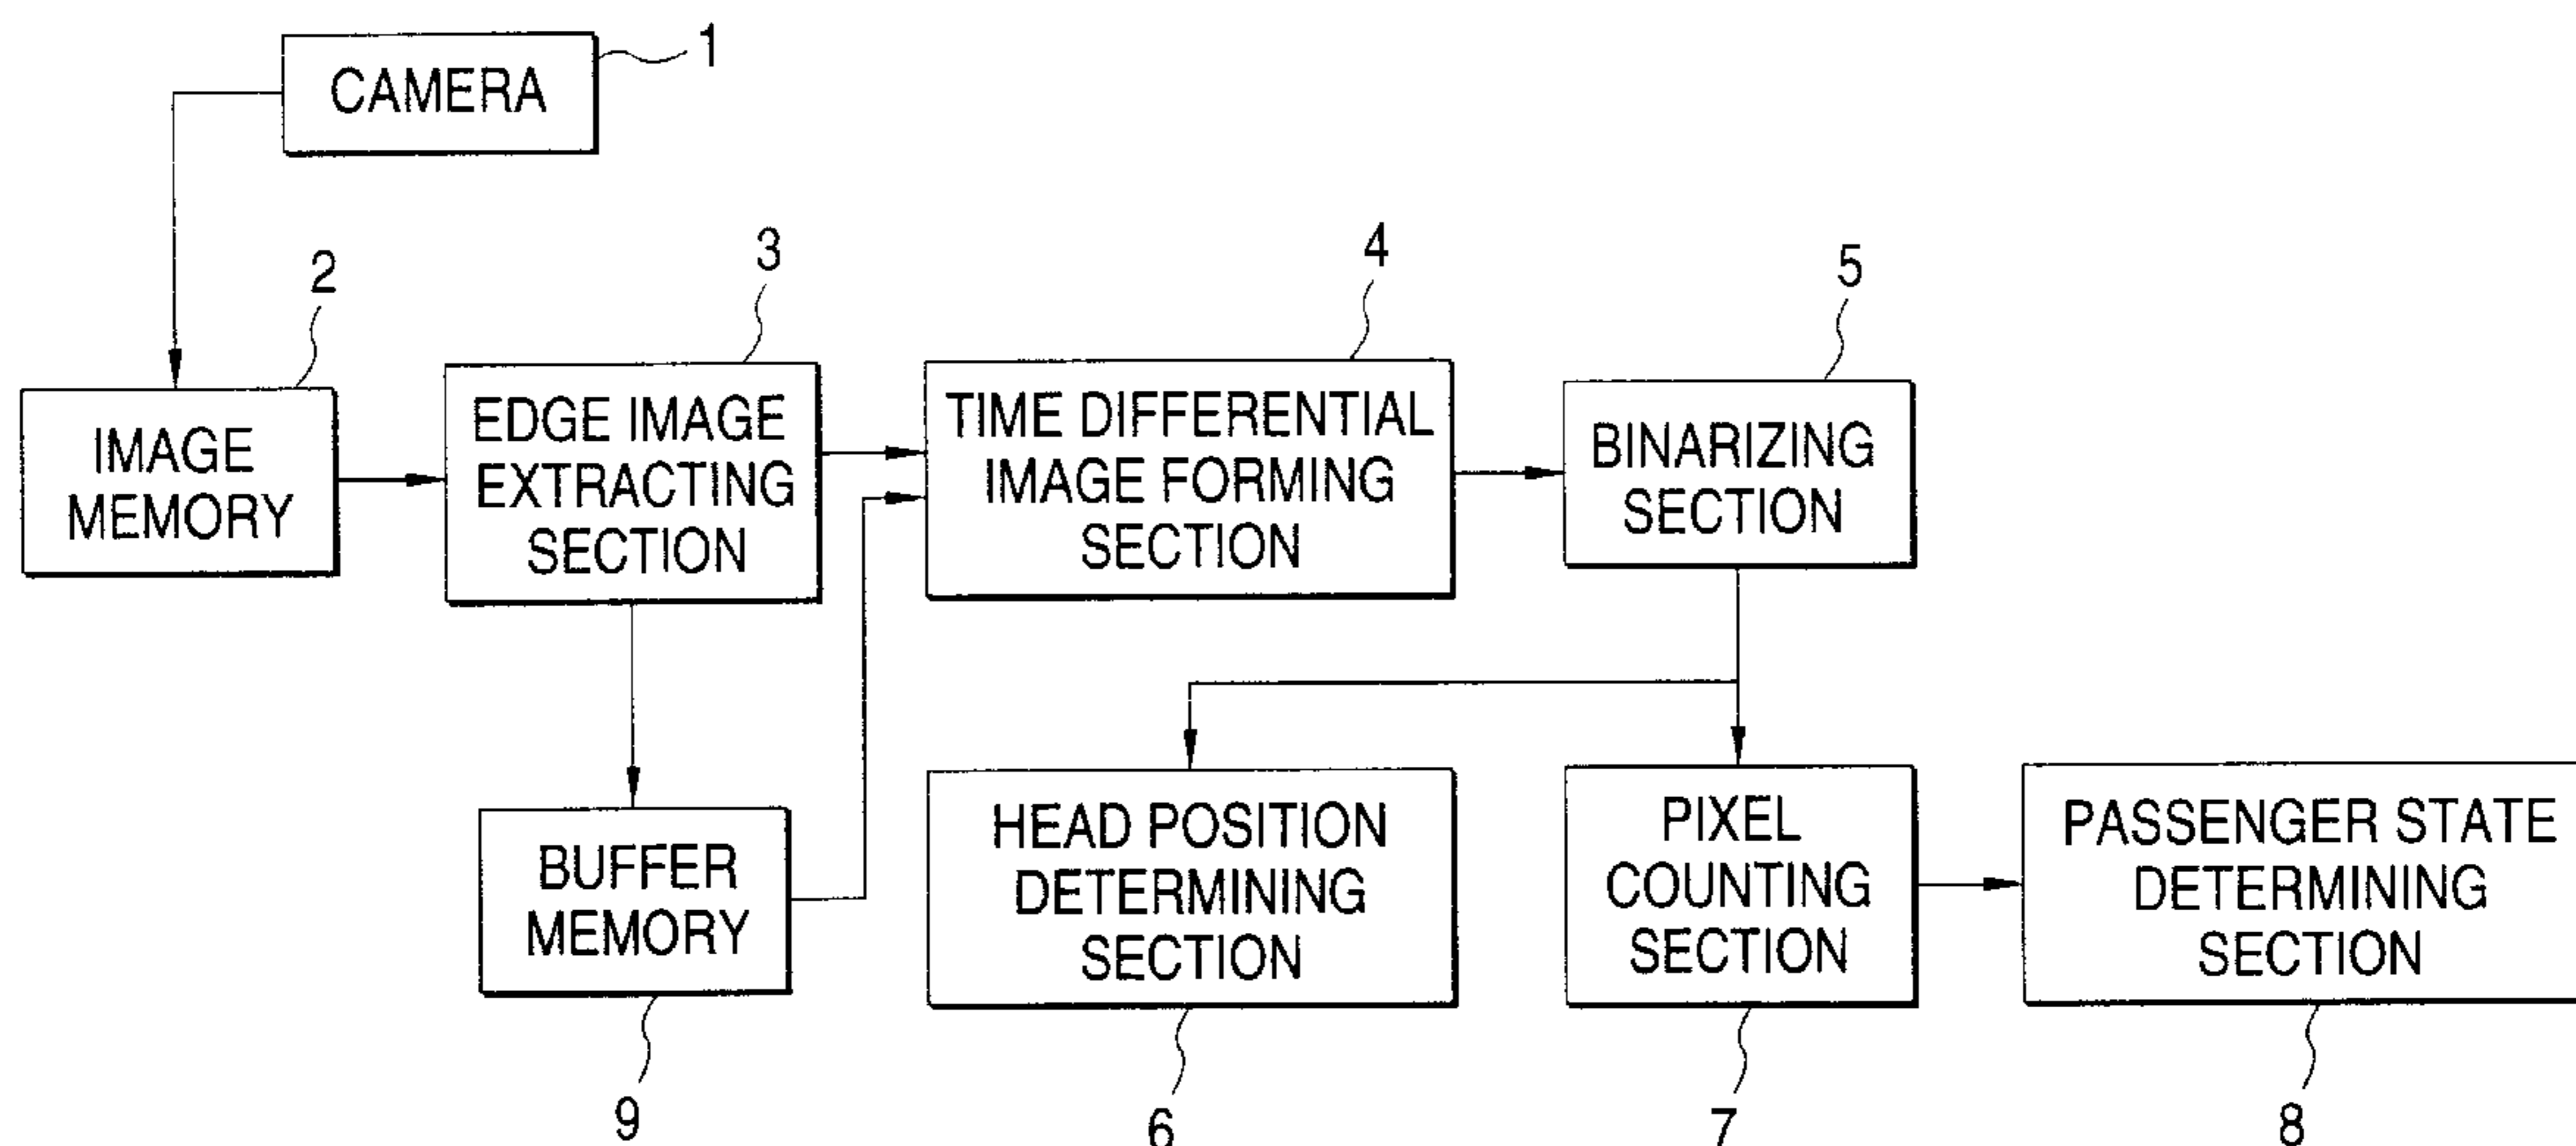 1
CAMERA
2
IMAGE
MEMORY
3
EDGE IMAGE
EXTRACTING
SECTION
4
TIME DIFFERENTIAL
IMAGE FORMING
SECTION
5
BINARIZING
SECTION
BUFFER
MEMORY
9
HEAD POSITION
DETERMINING
SECTION
6
PIXEL
COUNTING
SECTION
7
PASSENGER STATE
DETERMINING
SECTION
8